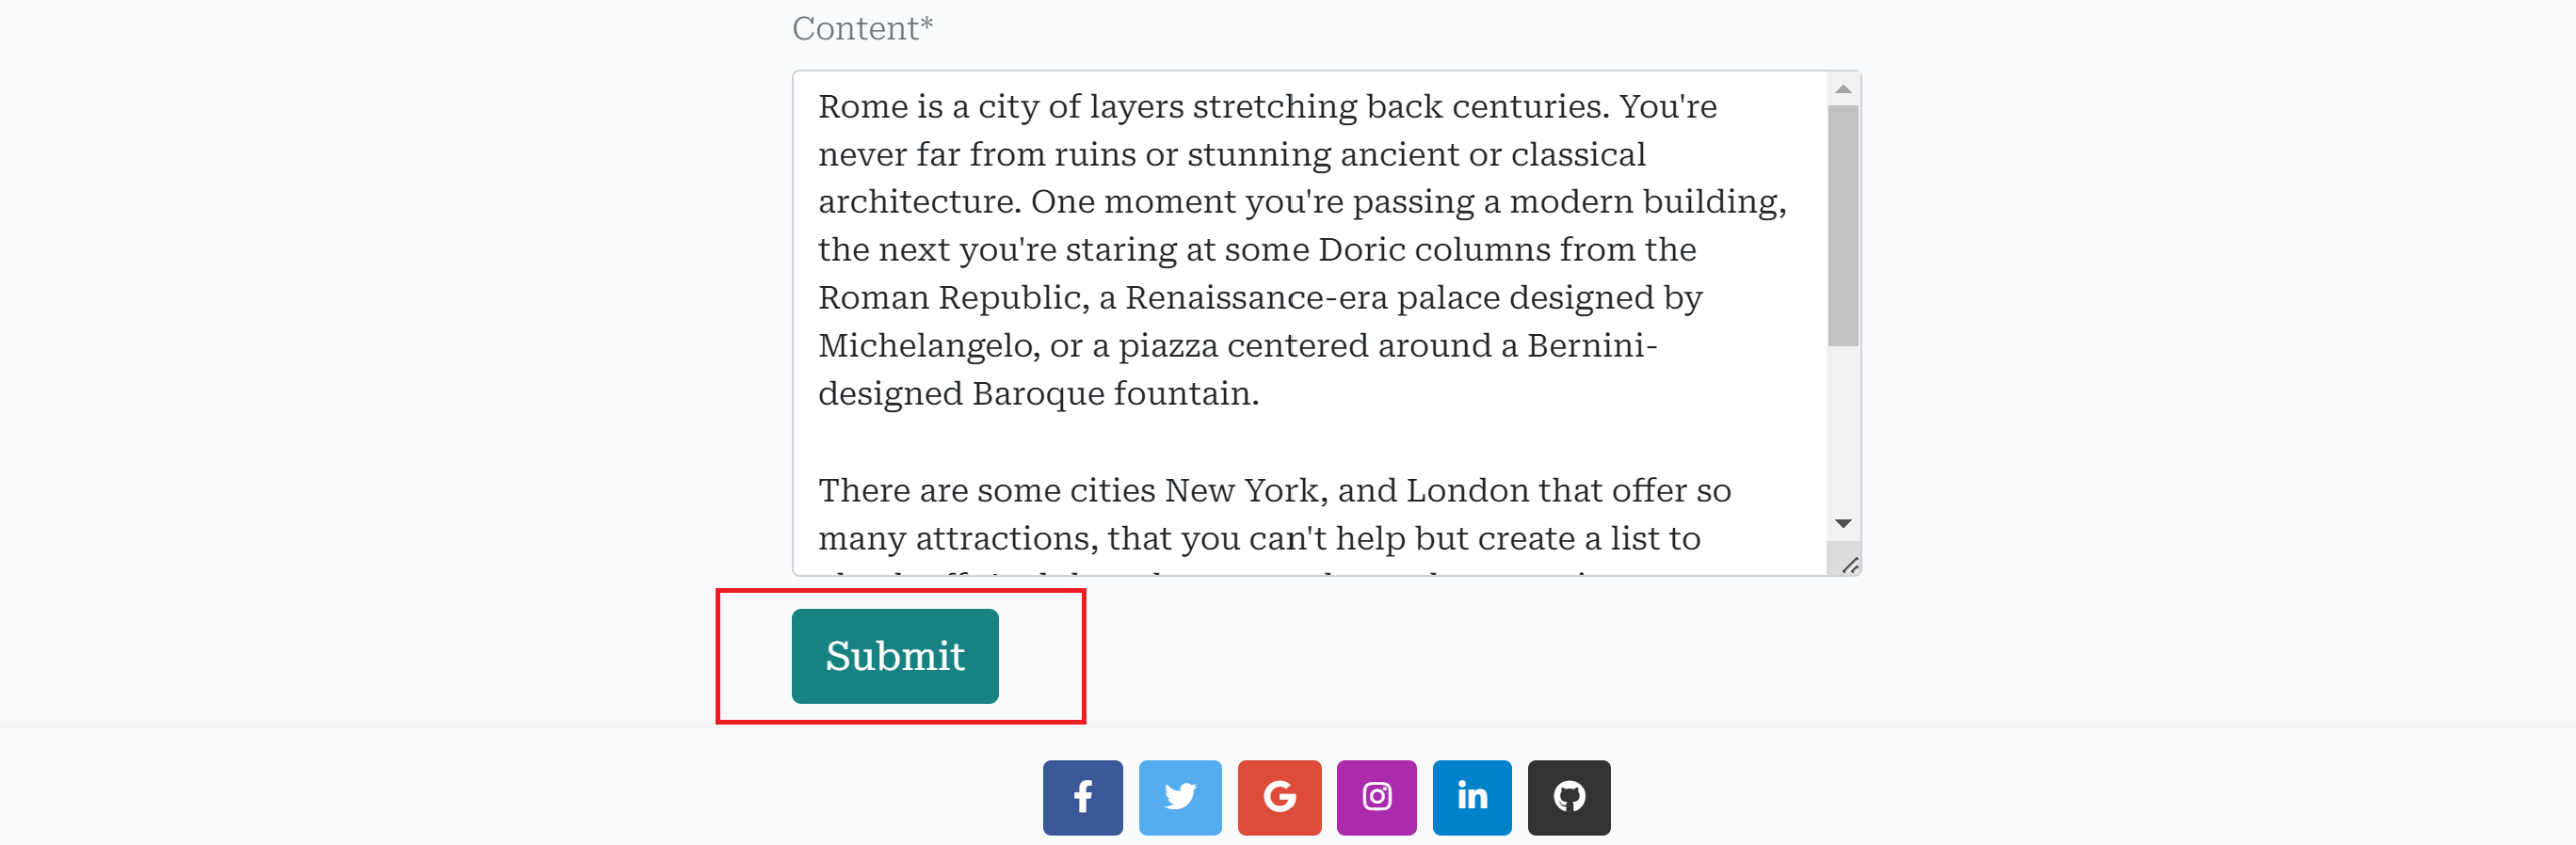 Content*
Rome is a city of layers stretching back centuries. You're
never far from ruins or stunning ancient or classical
architecture. One moment you're passing a modern building,
the next you're staring at some Doric columns from the
Roman Republic, a Renaissance-era palace designed by
Michelangelo, or a piazza centered around a Bernini-
designed Baroque fountain.
There are some cities New York, and London that offer so
many attractions, that you can't help but create a list to
Submit